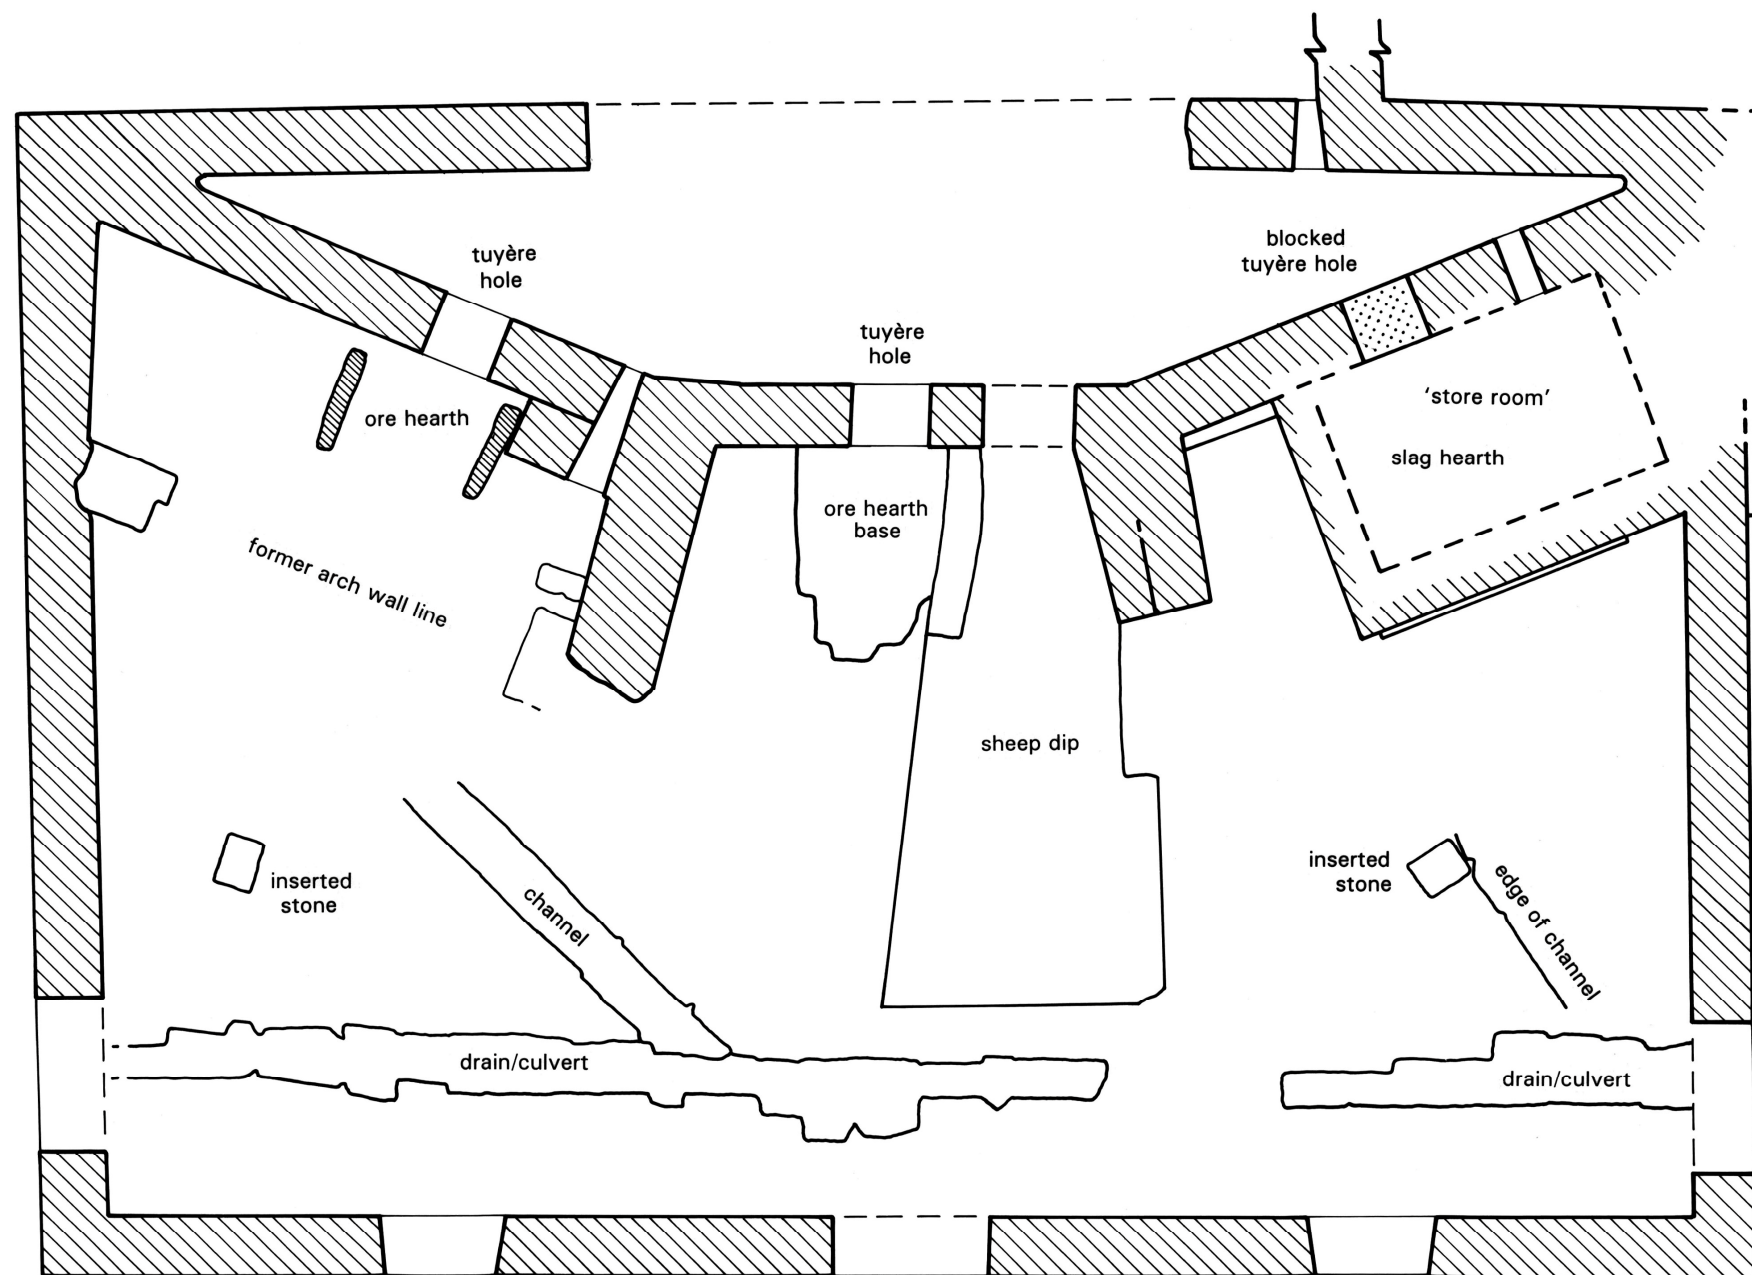 tuyère
hole
blocked
tuyère hole
tuyère
hole
ore hearth
'store room'
slag hearth
ore hearth
base
former arch wall line
sheep dip
inserted
stone
channel
inserted
stone
edge of channel
drain/culvert
drain/culvert